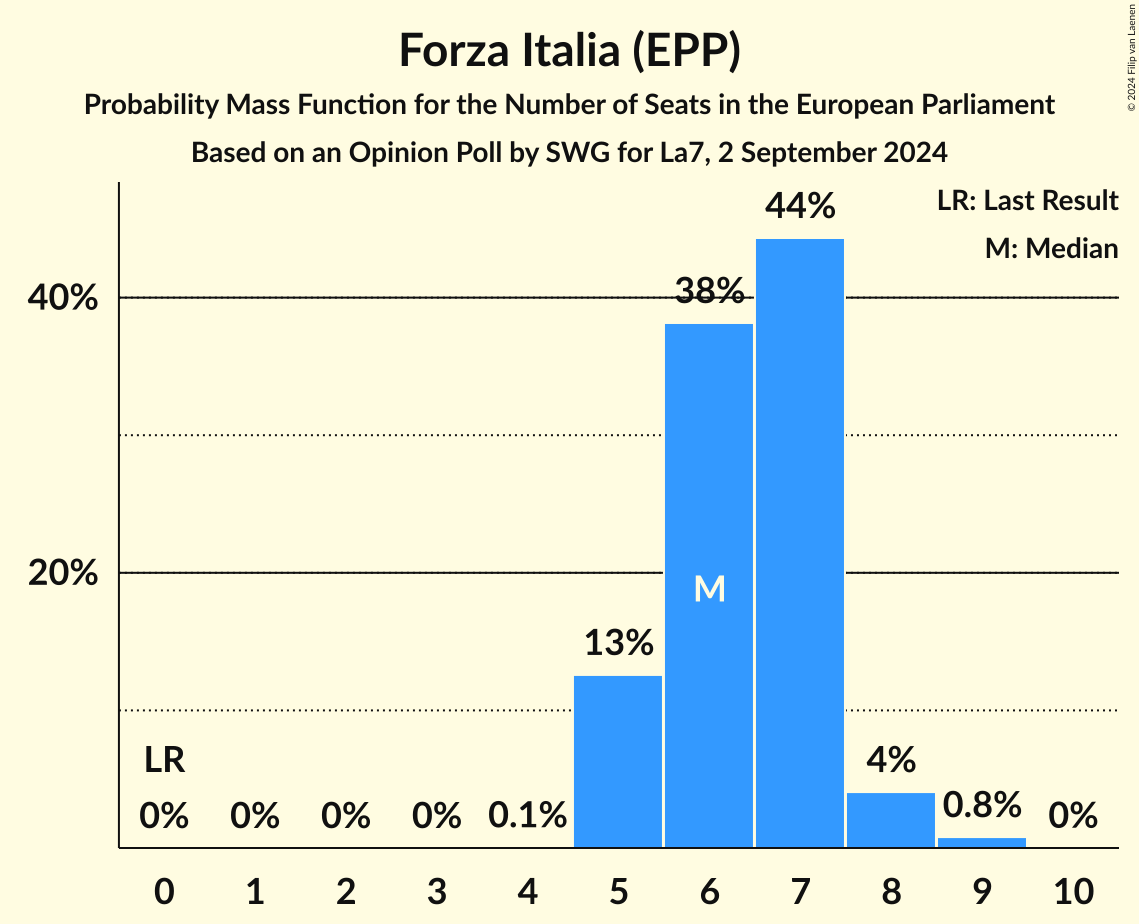 Forza Italia (EPP)
Probability Mass Function for the Number of Seats in the European Parliament
Based on an Opinion Poll by SWG for La7, 2 September 2024
© 2024 Filip van Laenen
LR: Last Result
M: Median
44%
38%
40%
20%
M
13%
LR
4%
0%
0%
0%
0%
0.1%
0.8%
0%
0 1 2 3 4 5 6 7 8 9 10